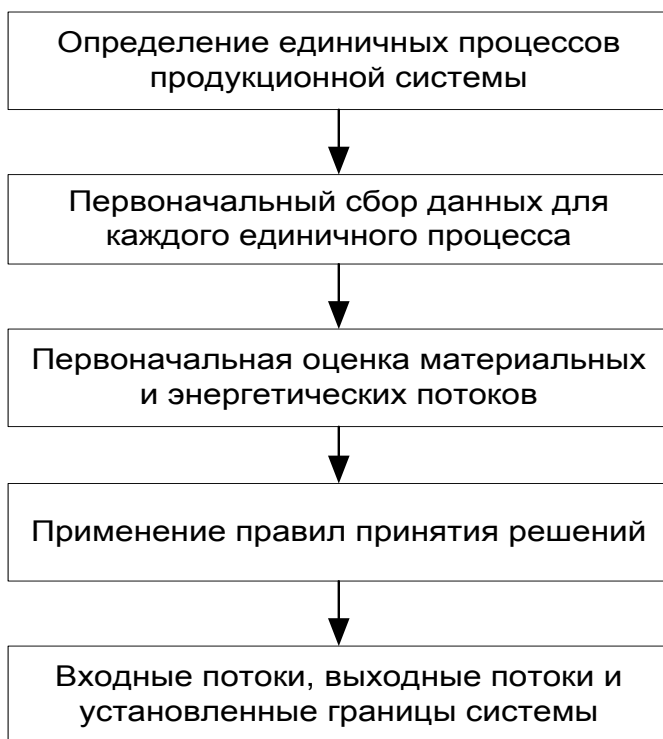 Определение единичных процессов
продукционной системы
Первоначальный сбор данных для
каждого единичного процесса
Первоначальная оценка материальных
и энергетических потоков
Применение правил принятия решений
Входные потоки, выходные потоки и
установленные границы системы